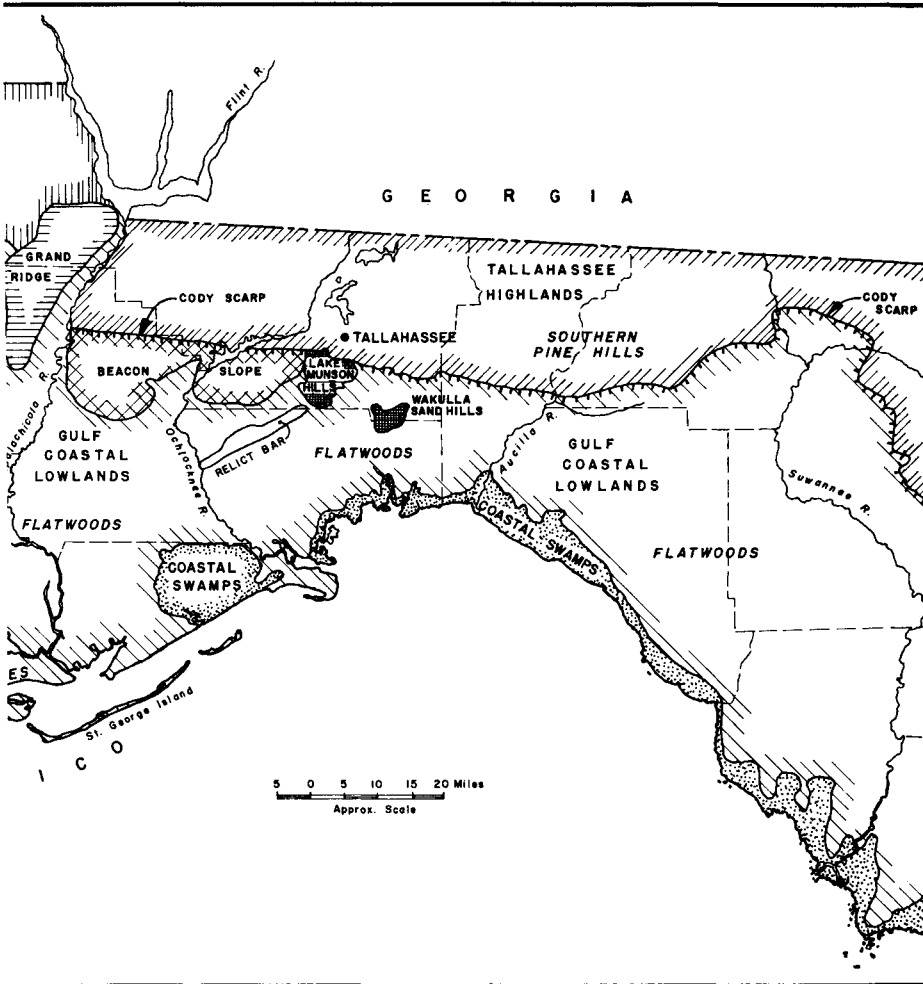 Flint R.
GEORGIA
GRAND
RIDGE
CODY SCARP
TALLAHASSEE
HIGHLANDS
CODY
SCARP
TALLAHASSEE
SOUTHERN
PINE HILLS
BEACON
SLOPE
LAKE
MUNSON
HILLS
WAKULLA
SAND HILLS
RELICT BAR
Ochlocknee R.
GULF
COASTAL
LOWLANDS
FLATWOODS
FLATWOODS
Aucilla R.
GULF
COASTAL
LOWLANDS
Suwannee
R.
FLATWOODS
COASTAL
SWAMPS
COASTAL SWAMPS
ES
St. George Island
ICO
5 0 5 10 15 20 Miles
Approx. Scale